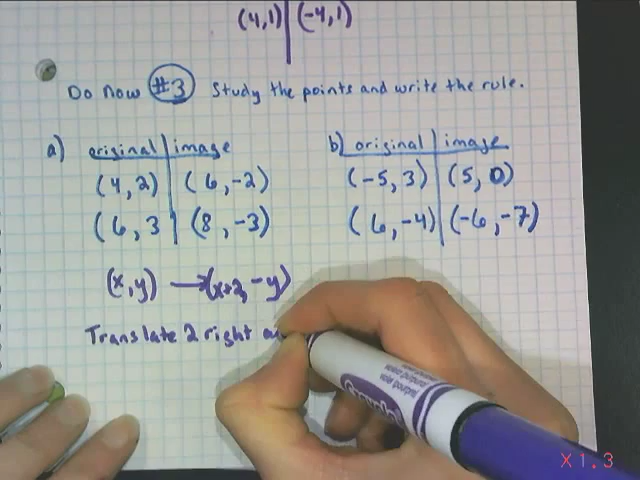 (4,1) (-4,1)
Do Now #3 Study the points and write the rule.
a) original image
(4,2) (6,-2)
(6,3 (8,-3)
(x,y) → (x+2,-y)
Translate 2 right
b) original image
(-5,3) (5,0)
(6,-4) (-6,-7)
Crayola
X1.3